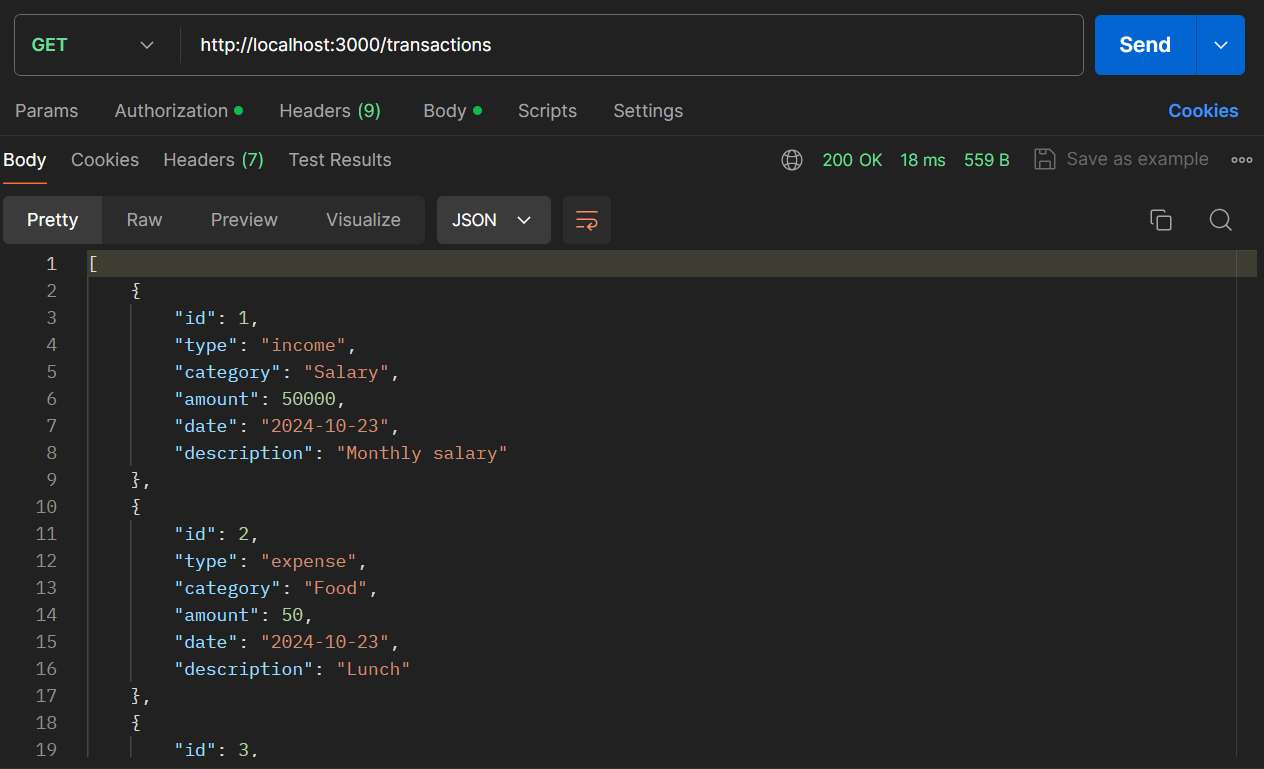 GET http://localhost:3000/transactions Send
Params Authorization Headers (9) Body Scripts Settings Cookies
Body Cookies Headers (7) Test Results 200 OK 18 ms 559 B Save as example
Pretty Raw Preview Visualize JSON
1 [
2 {
3 "id": 1,
4 "type": "income",
5 "category": "Salary",
6 "amount": 50000,
7 "date": "2024-10-23",
8 "description": "Monthly salary"
9 },
10 {
11 "id": 2,
12 "type": "expense",
13 "category": "Food",
14 "amount": 50,
15 "date": "2024-10-23",
16 "description": "Lunch"
17 },
18 {
19 "id": 3,